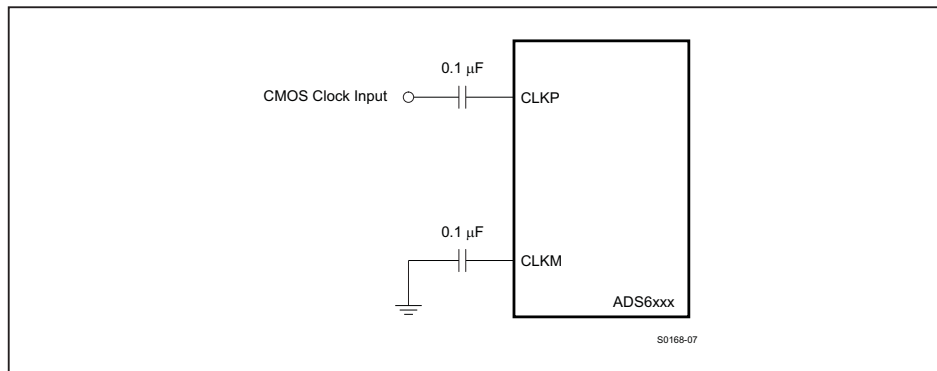 0.1 μF
CMOS Clock Input
CLKP
0.1 μF
CLKM
ADS6xxx
S0168-07